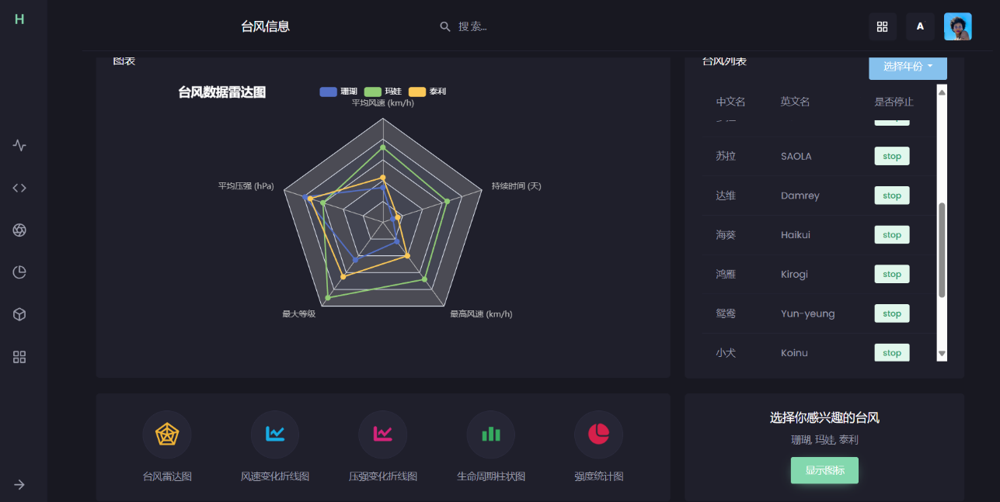 H
台风信息
搜索...
A
图表
台风数据雷达图
珊瑚 玛娃 泰利
平均风速 (km/h)
平均压强 (hPa)
持续时间 (天)
最大等级
最高风速 (km/h)
台风列表
选择年份
中文名 英文名 是否停止
stop
苏拉 SAOLA stop
达维 Damrey stop
海葵 Haikui stop
鸿雁 Kirogi stop
鸳鸯 Yun-yeung stop
小犬 Koinu stop
台风雷达图
风速变化折线图
压强变化折线图
生命周期柱状图
强度统计图
选择你感兴趣的台风
珊瑚, 玛娃, 泰利
显示图标